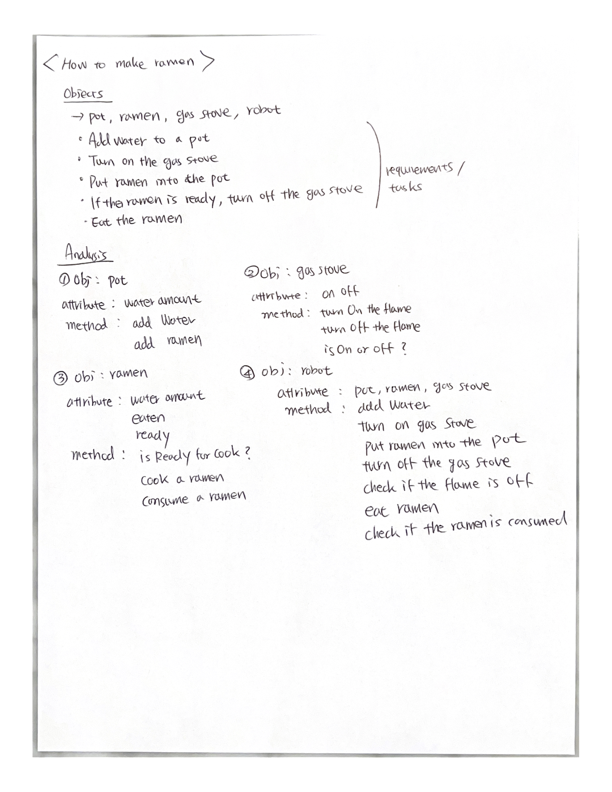 < How to make ramen >
Objects
→ pot, ramen, gas stove, robot
• Add water to a pot
• Turn on the gas stove
• Put ramen into the pot
• If the ramen is ready, turn off the gas stove
• Eat the ramen
requirements /
tasks
Analysis
① Obj : pot
attribute : water amount
method : add Water
add ramen
② Obj : gas stove
attribute : on off
method : turn On the flame
turn Off the flame
is On or off ?
③ obj : ramen
attribute : water amount
eaten
ready
method : is Ready for cook ?
cook a ramen
consume a ramen
④ obj : robot
attribute : pot, ramen, gas stove
method : add Water
turn on gas stove
put ramen into the pot
turn off the gas stove
check if the flame is off
eat ramen
check if the ramen is consumed